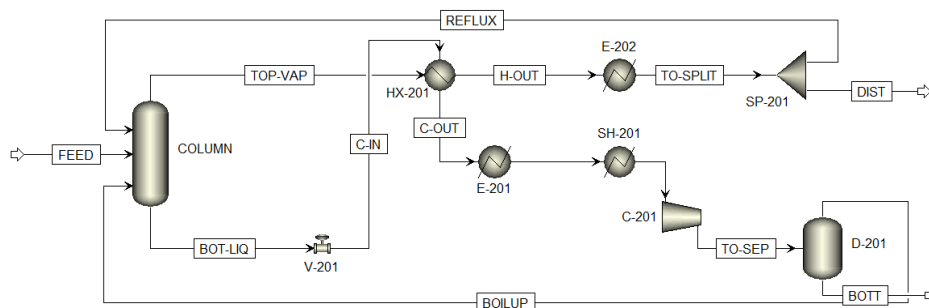 REFLUX
E-202
TOP-VAP
H-OUT
TO-SPLIT
HX-201
SP-201
DIST
C-OUT
SH-201
COLUMN
C-IN
FEED
E-201
C-201
BOT-LIQ
TO-SEP
D-201
V-201
BOTT
BOILUP